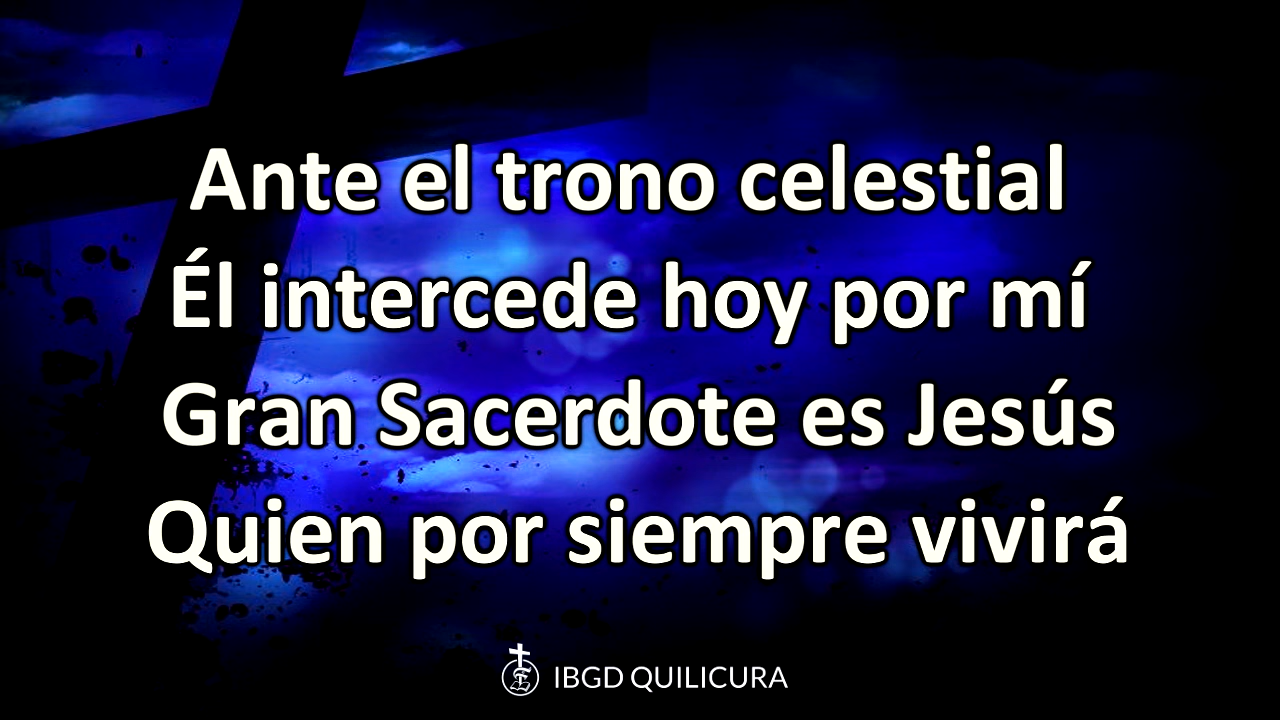 Ante el trono celestial
Él intercede hoy por mí
Gran Sacerdote es Jesús
Quien por siempre vivirá
IBGD QUILICURA